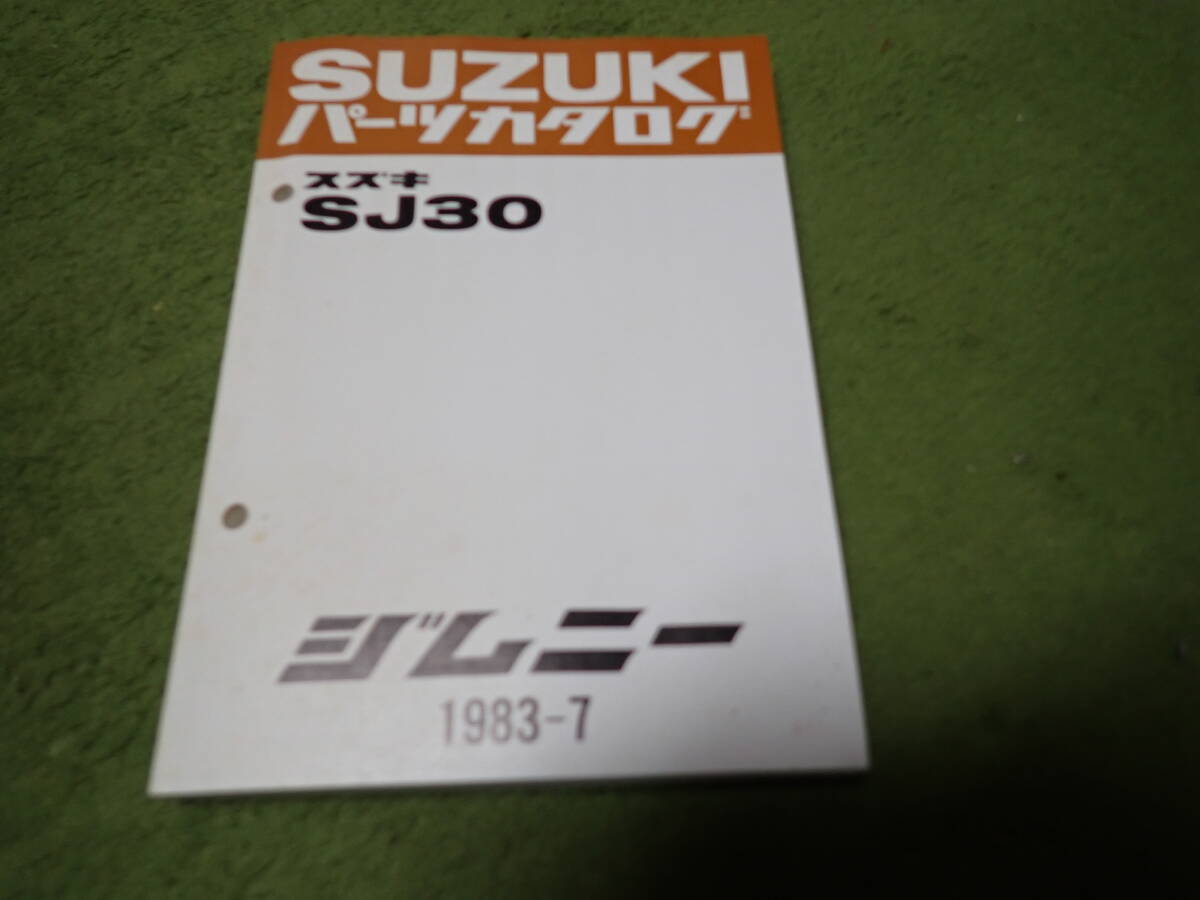 SUZUKI
パーツカタログ
スズキ
SJ30
ジムニー
1983-7